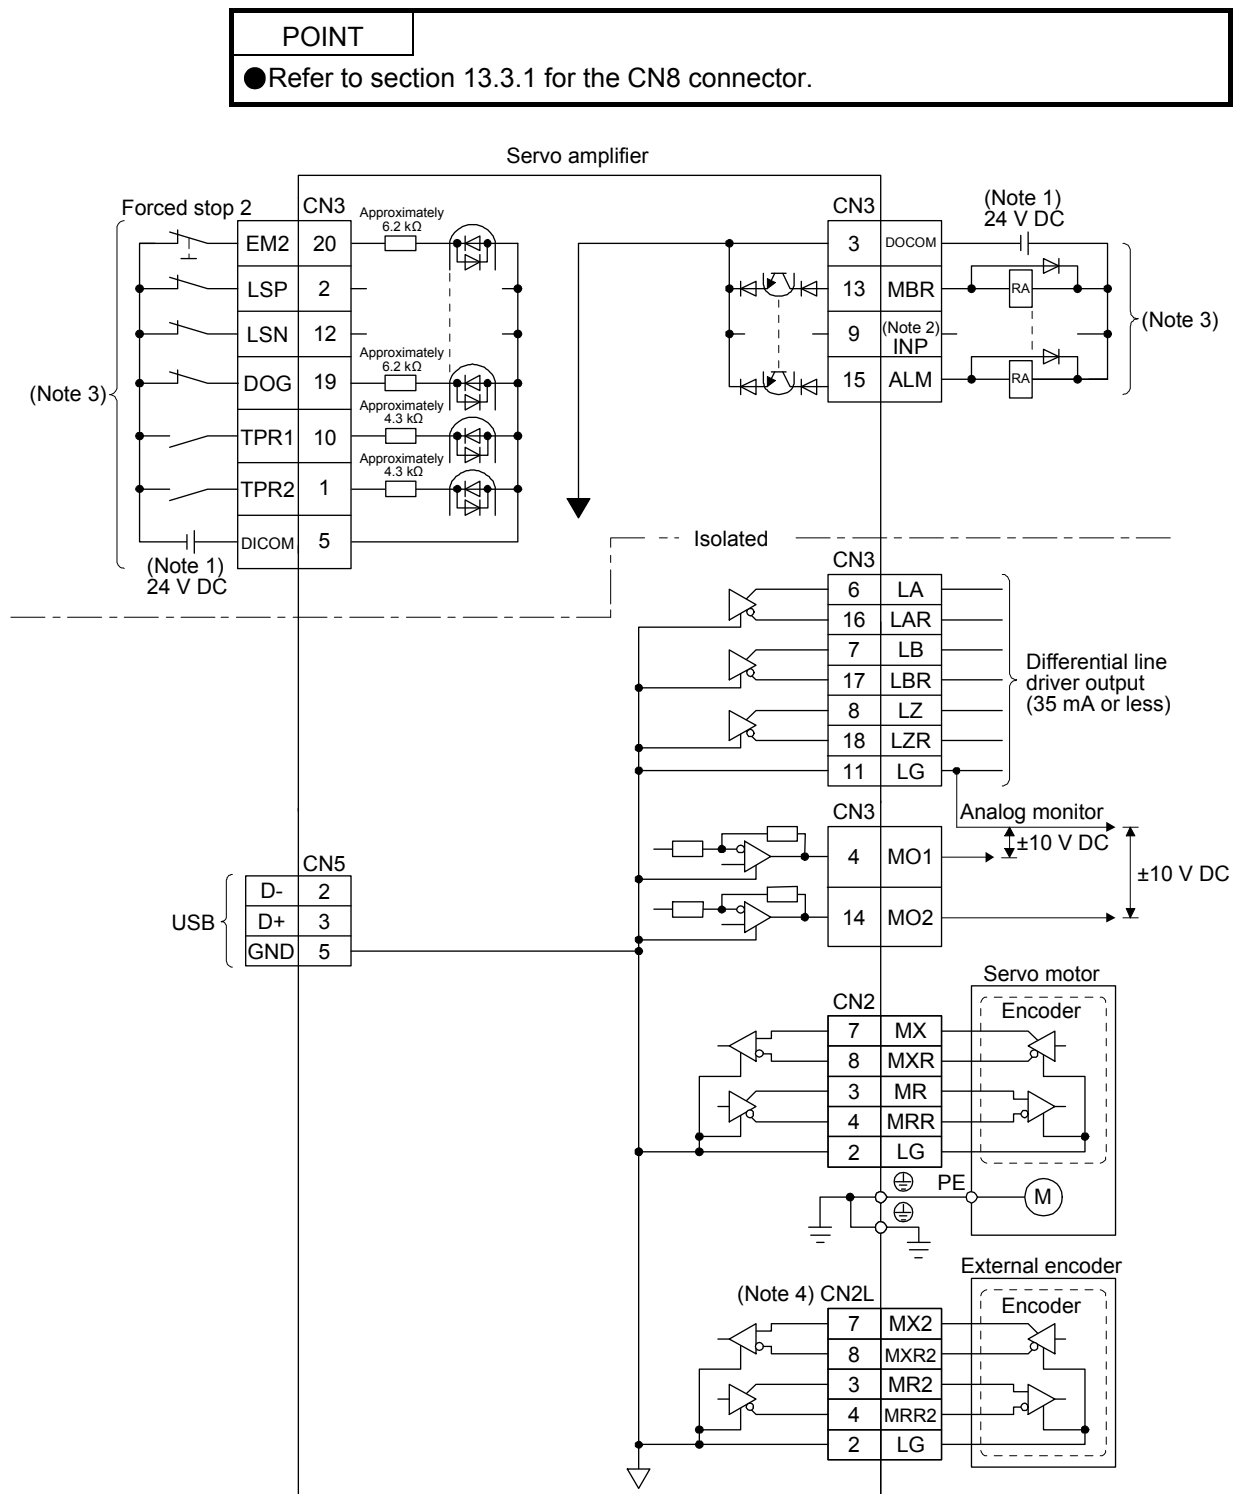 POINT
●Refer to section 13.3.1 for the CN8 connector.
Servo amplifier
Forced stop 2
CN3
EM2 20
Approximately
6.2 kΩ
LSP 2
LSN 12
DOG 19
Approximately
6.2 kΩ
TPR1 10
Approximately
4.3 kΩ
TPR2 1
Approximately
4.3 kΩ
DICOM 5
(Note 3)
(Note 1)
24 V DC
CN3
(Note 1)
24 V DC
3 DOCOM
13 MBR
RA
9 (Note 2)
INP
15 ALM
RA
(Note 3)
Isolated
CN3
6 LA
16 LAR
7 LB
17 LBR
8 LZ
18 LZR
11 LG
Differential line
driver output
(35 mA or less)
CN3
Analog monitor
4 MO1
±10 V DC
14 MO2
±10 V DC
CN5
USB
D- 2
D+ 3
GND 5
Servo motor
CN2
Encoder
7 MX
8 MXR
3 MR
4 MRR
2 LG
PE
M
External encoder
(Note 4) CN2L
Encoder
7 MX2
8 MXR2
3 MR2
4 MRR2
2 LG